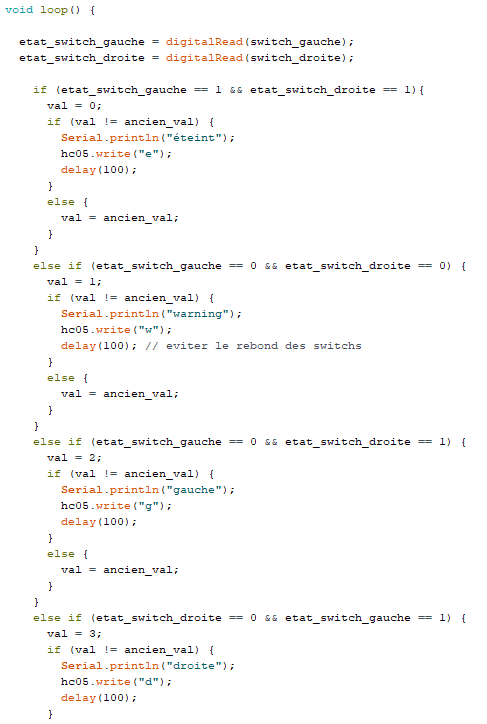 void loop() {
etat_switch_gauche = digitalRead(switch_gauche);
etat_switch_droite = digitalRead(switch_droite);
if (etat_switch_gauche == 1 && etat_switch_droite == 1){
val = 0;
if (val != ancien_val) {
Serial.println("éteint");
hc05.write("e");
delay(100);
}
else {
val = ancien_val;
}
}
else if (etat_switch_gauche == 0 && etat_switch_droite == 0) {
val = 1;
if (val != ancien_val) {
Serial.println("warning");
hc05.write("w");
delay(100); // eviter le rebond des switchs
}
else {
val = ancien_val;
}
}
else if (etat_switch_gauche == 0 && etat_switch_droite == 1) {
val = 2;
if (val != ancien_val) {
Serial.println("gauche");
hc05.write("g");
delay(100);
}
else {
val = ancien_val;
}
}
else if (etat_switch_droite == 0 && etat_switch_gauche == 1) {
val = 3;
if (val != ancien_val) {
Serial.println("droite");
hc05.write("d");
delay(100);
}